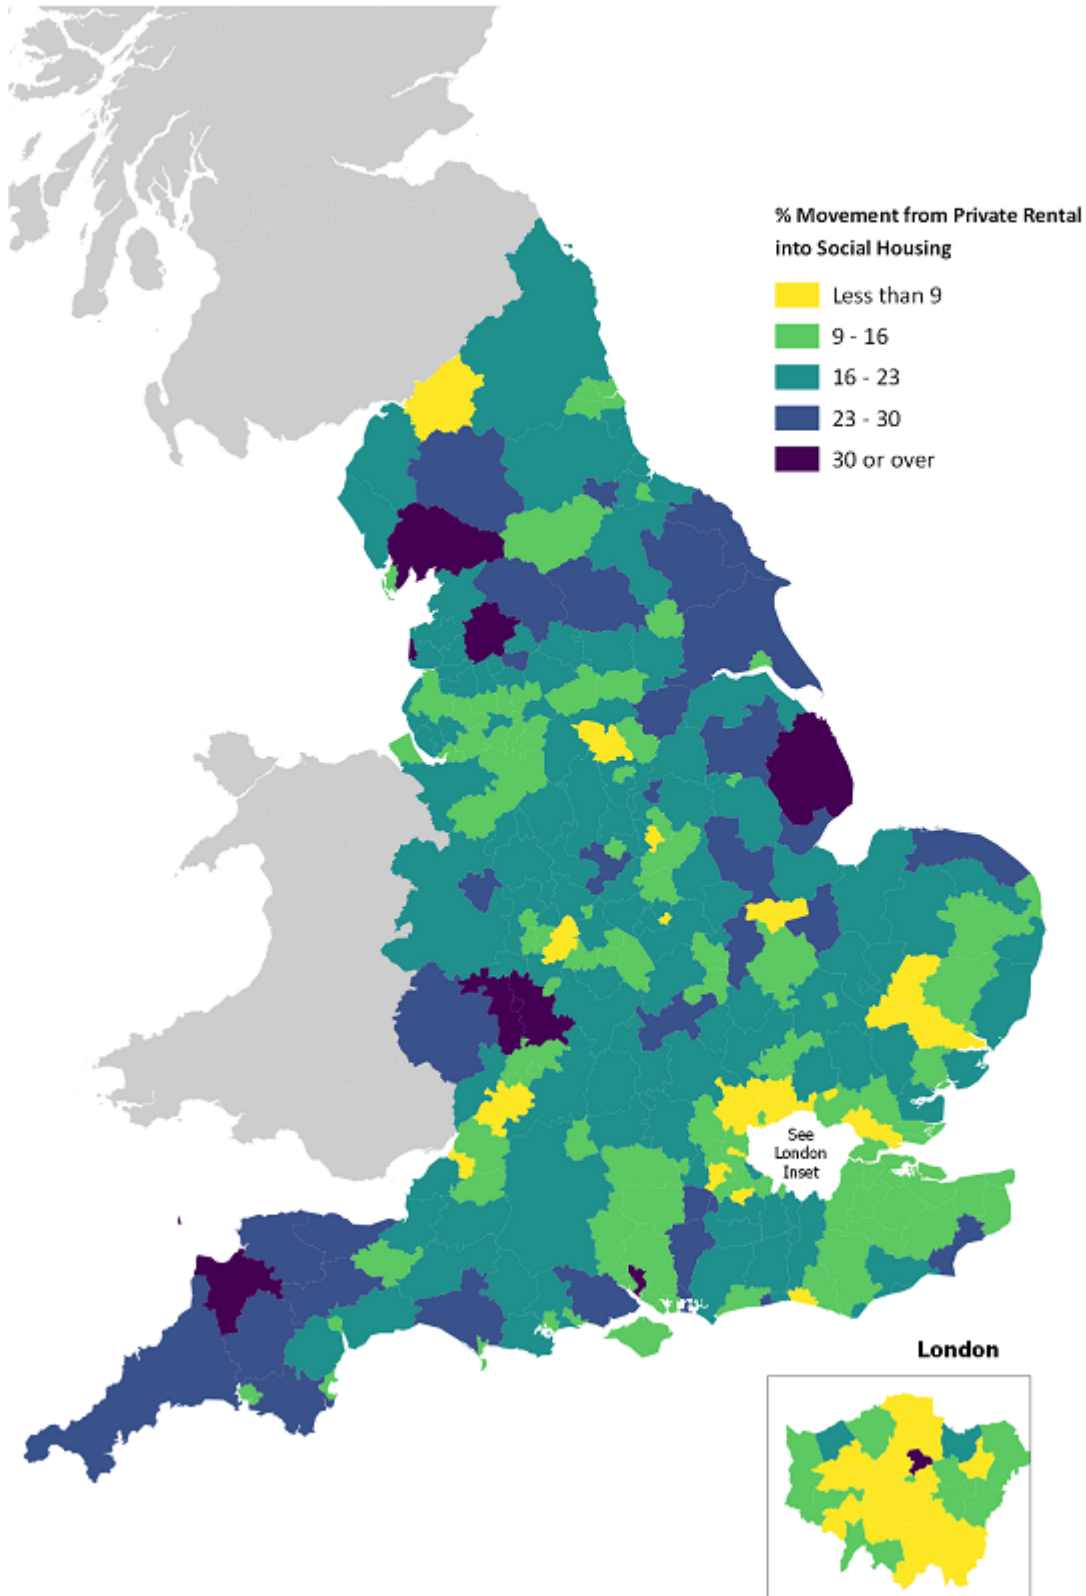 % Movement from Private Rental
into Social Housing
Less than 9
9 - 16
16 - 23
23 - 30
30 or over
See
London
Inset
London